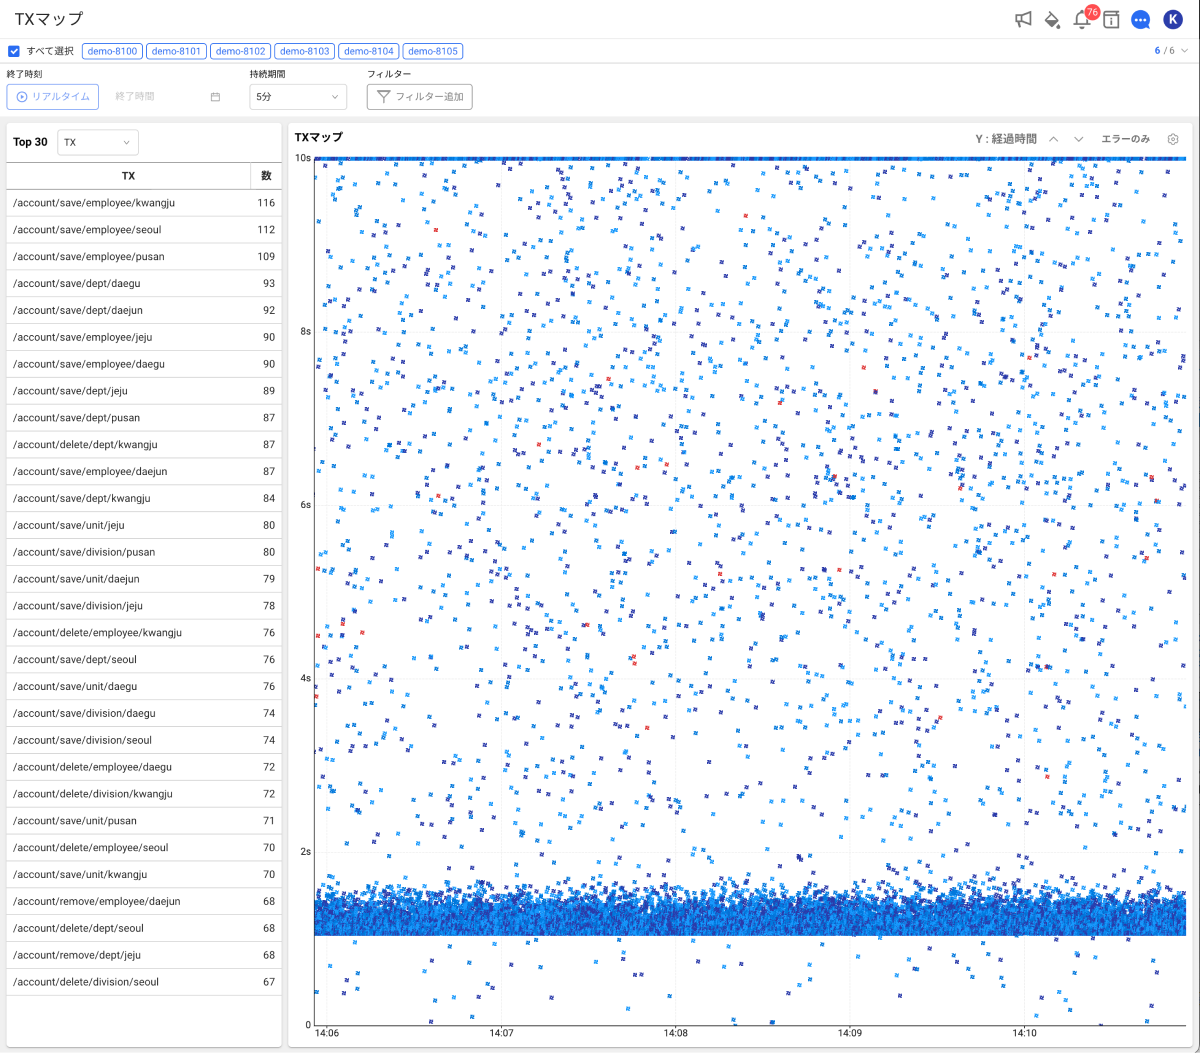 TXマップ
76
K
すべて選択 demo-8100 demo-8101 demo-8102 demo-8103 demo-8104 demo-8105
6 / 6
終了時刻 持続期間 フィルター
リアルタイム 終了時間 5分 フィルター追加
Top 30 TX
TX 数
/account/save/employee/kwangju 116
/account/save/employee/seoul 112
/account/save/employee/pusan 109
/account/save/dept/daegu 93
/account/save/dept/daejun 92
/account/save/employee/jeju 90
/account/save/employee/daegu 90
/account/save/dept/jeju 89
/account/save/dept/pusan 87
/account/delete/dept/kwangju 87
/account/save/employee/daejun 87
/account/save/dept/kwangju 84
/account/save/unit/jeju 80
/account/save/division/pusan 80
/account/save/unit/daejun 79
/account/save/division/jeju 78
/account/delete/employee/kwangju 76
/account/save/dept/seoul 76
/account/save/unit/daegu 76
/account/save/division/daegu 74
/account/save/division/seoul 74
/account/delete/employee/daegu 72
/account/delete/division/kwangju 72
/account/save/unit/pusan 71
/account/delete/employee/seoul 70
/account/save/unit/kwangju 70
/account/remove/employee/daejun 68
/account/delete/dept/seoul 68
/account/remove/dept/jeju 68
/account/delete/division/seoul 67
TXマップ
Y : 経過時間 エラーのみ
10s
8s
6s
4s
2s
0
14:06 14:07 14:08 14:09 14:10